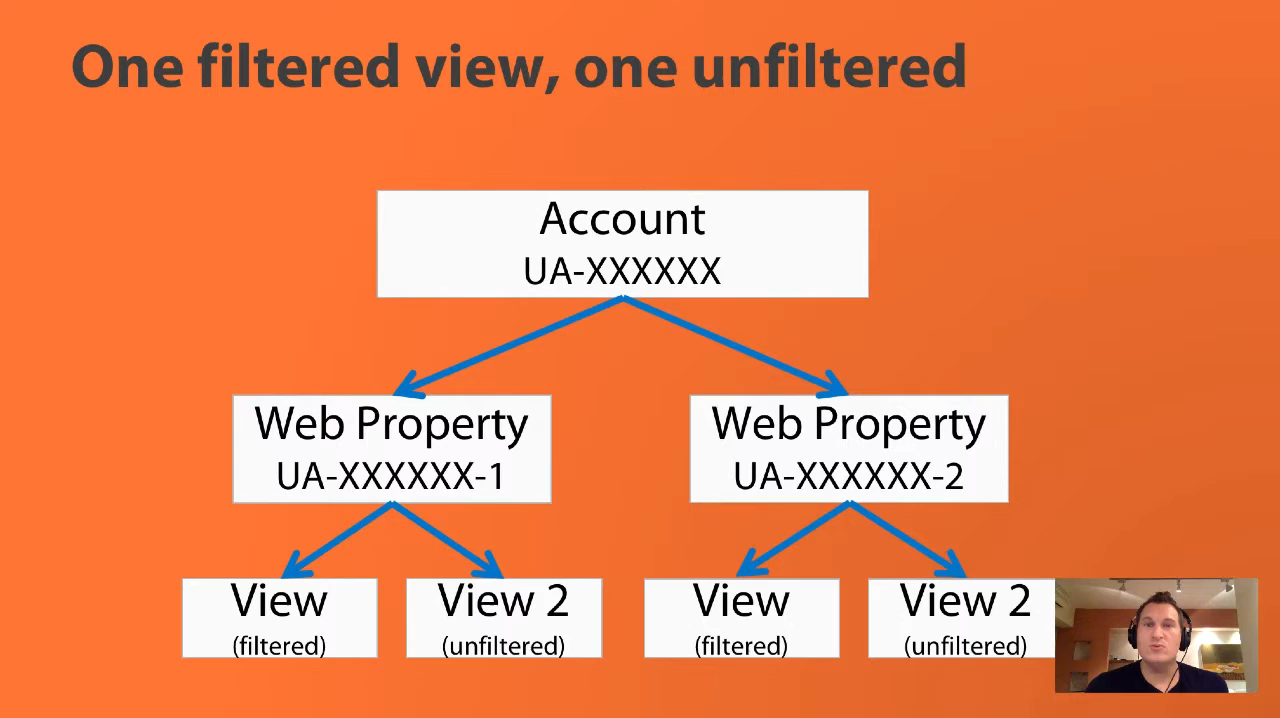 One filtered view, one unfiltered
Account
UA-XXXXXX
Web Property
UA-XXXXXX-1
Web Property
UA-XXXXXX-2
View
(filtered)
View 2
(unfiltered)
View
(filtered)
View 2
(unfiltered)